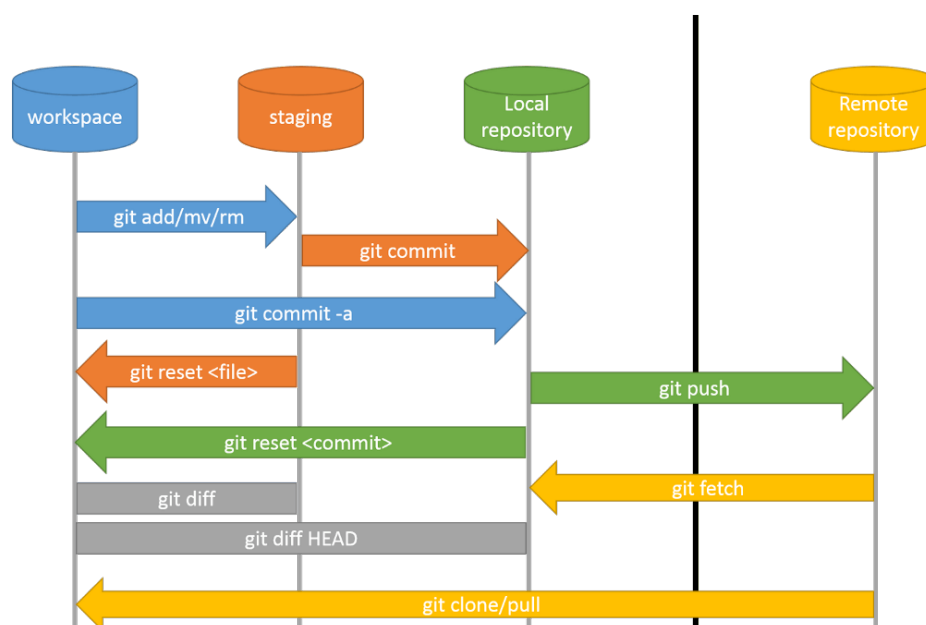 workspace
staging
Local
repository
Remote
repository
git add/mv/rm
git commit
git commit -a
git reset <file>
git push
git reset <commit>
git fetch
git diff
git diff HEAD
git clone/pull